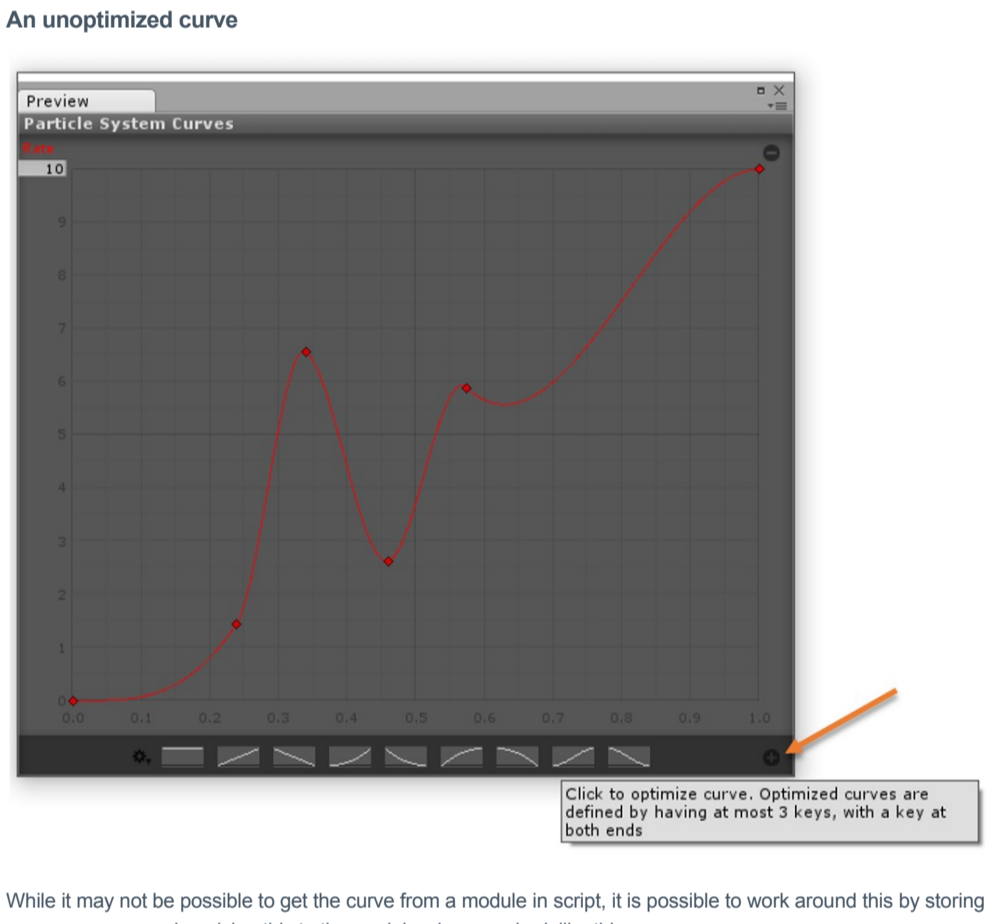 An unoptimized curve
Preview
Particle System Curves
Rate
10
9
8
7
6
5
4
3
2
1
0
0.0 0.1 0.2 0.3 0.4 0.5 0.6 0.7 0.8 0.9 1.0
Click to optimize curve. Optimized curves are
defined by having at most 3 keys, with a key at
both ends
While it may not be possible to get the curve from a module in script, it is possible to work around this by storing